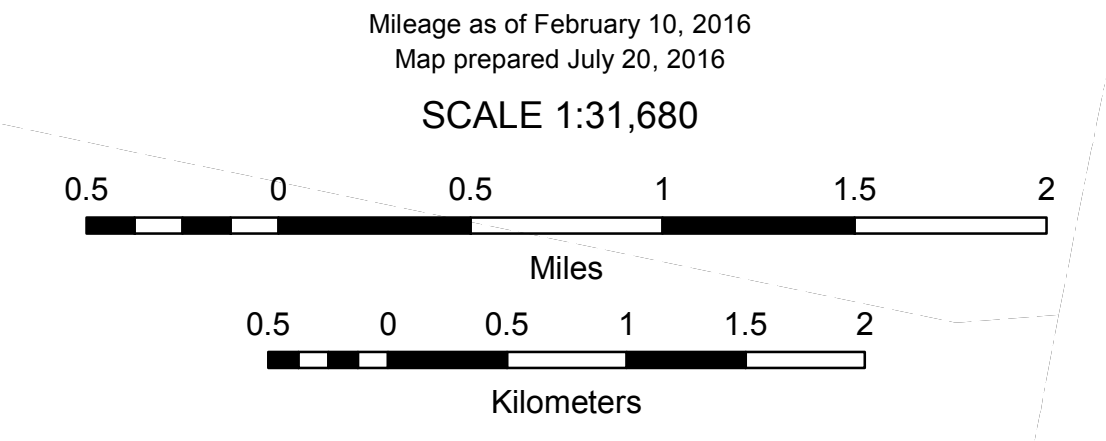 Mileage as of February 10, 2016
Map prepared July 20, 2016
SCALE 1:31,680
0.5 0 0.5 1 1.5 2
Miles
0.5 0 0.5 1 1.5 2
Kilometers